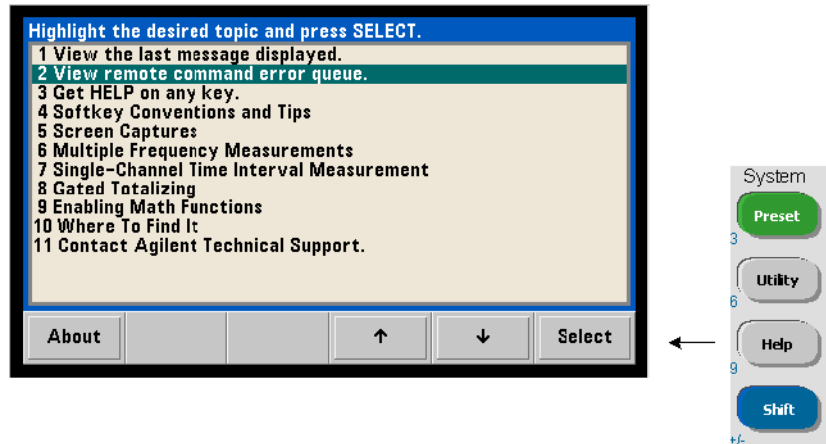 Highlight the desired topic and press SELECT.
1 View the last message displayed.
2 View remote command error queue.
3 Get HELP on any key.
4 Softkey Conventions and Tips
5 Screen Captures
6 Multiple Frequency Measurements
7 Single-Channel Time Interval Measurement
8 Gated Totalizing
9 Enabling Math Functions
10 Where To Find It
11 Contact Agilent Technical Support.
About ↑ ↓ Select
System
Preset
3
Utility
6
Help
9
Shift
+/-